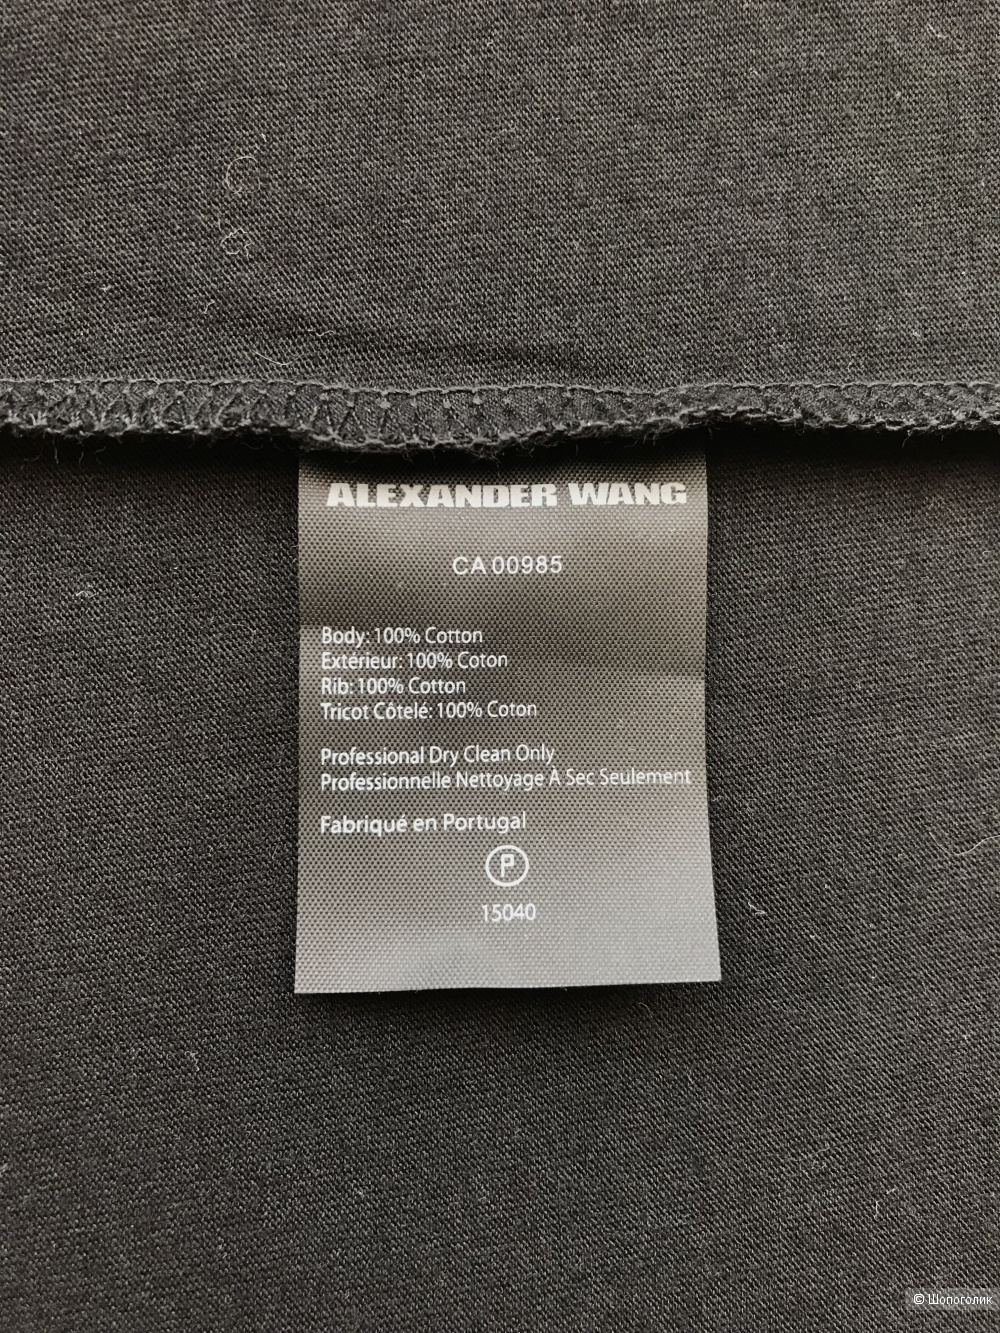 ALEXANDER WANG
CA 00985
Body: 100% Cotton
Extérieur: 100% Coton
Rib: 100% Cotton
Tricot Côtelé: 100% Coton
Professional Dry Clean Only
Professionnelle Nettoyage À Sec Seulement
Fabriqué en Portugal
P
15040
© Шопоголик